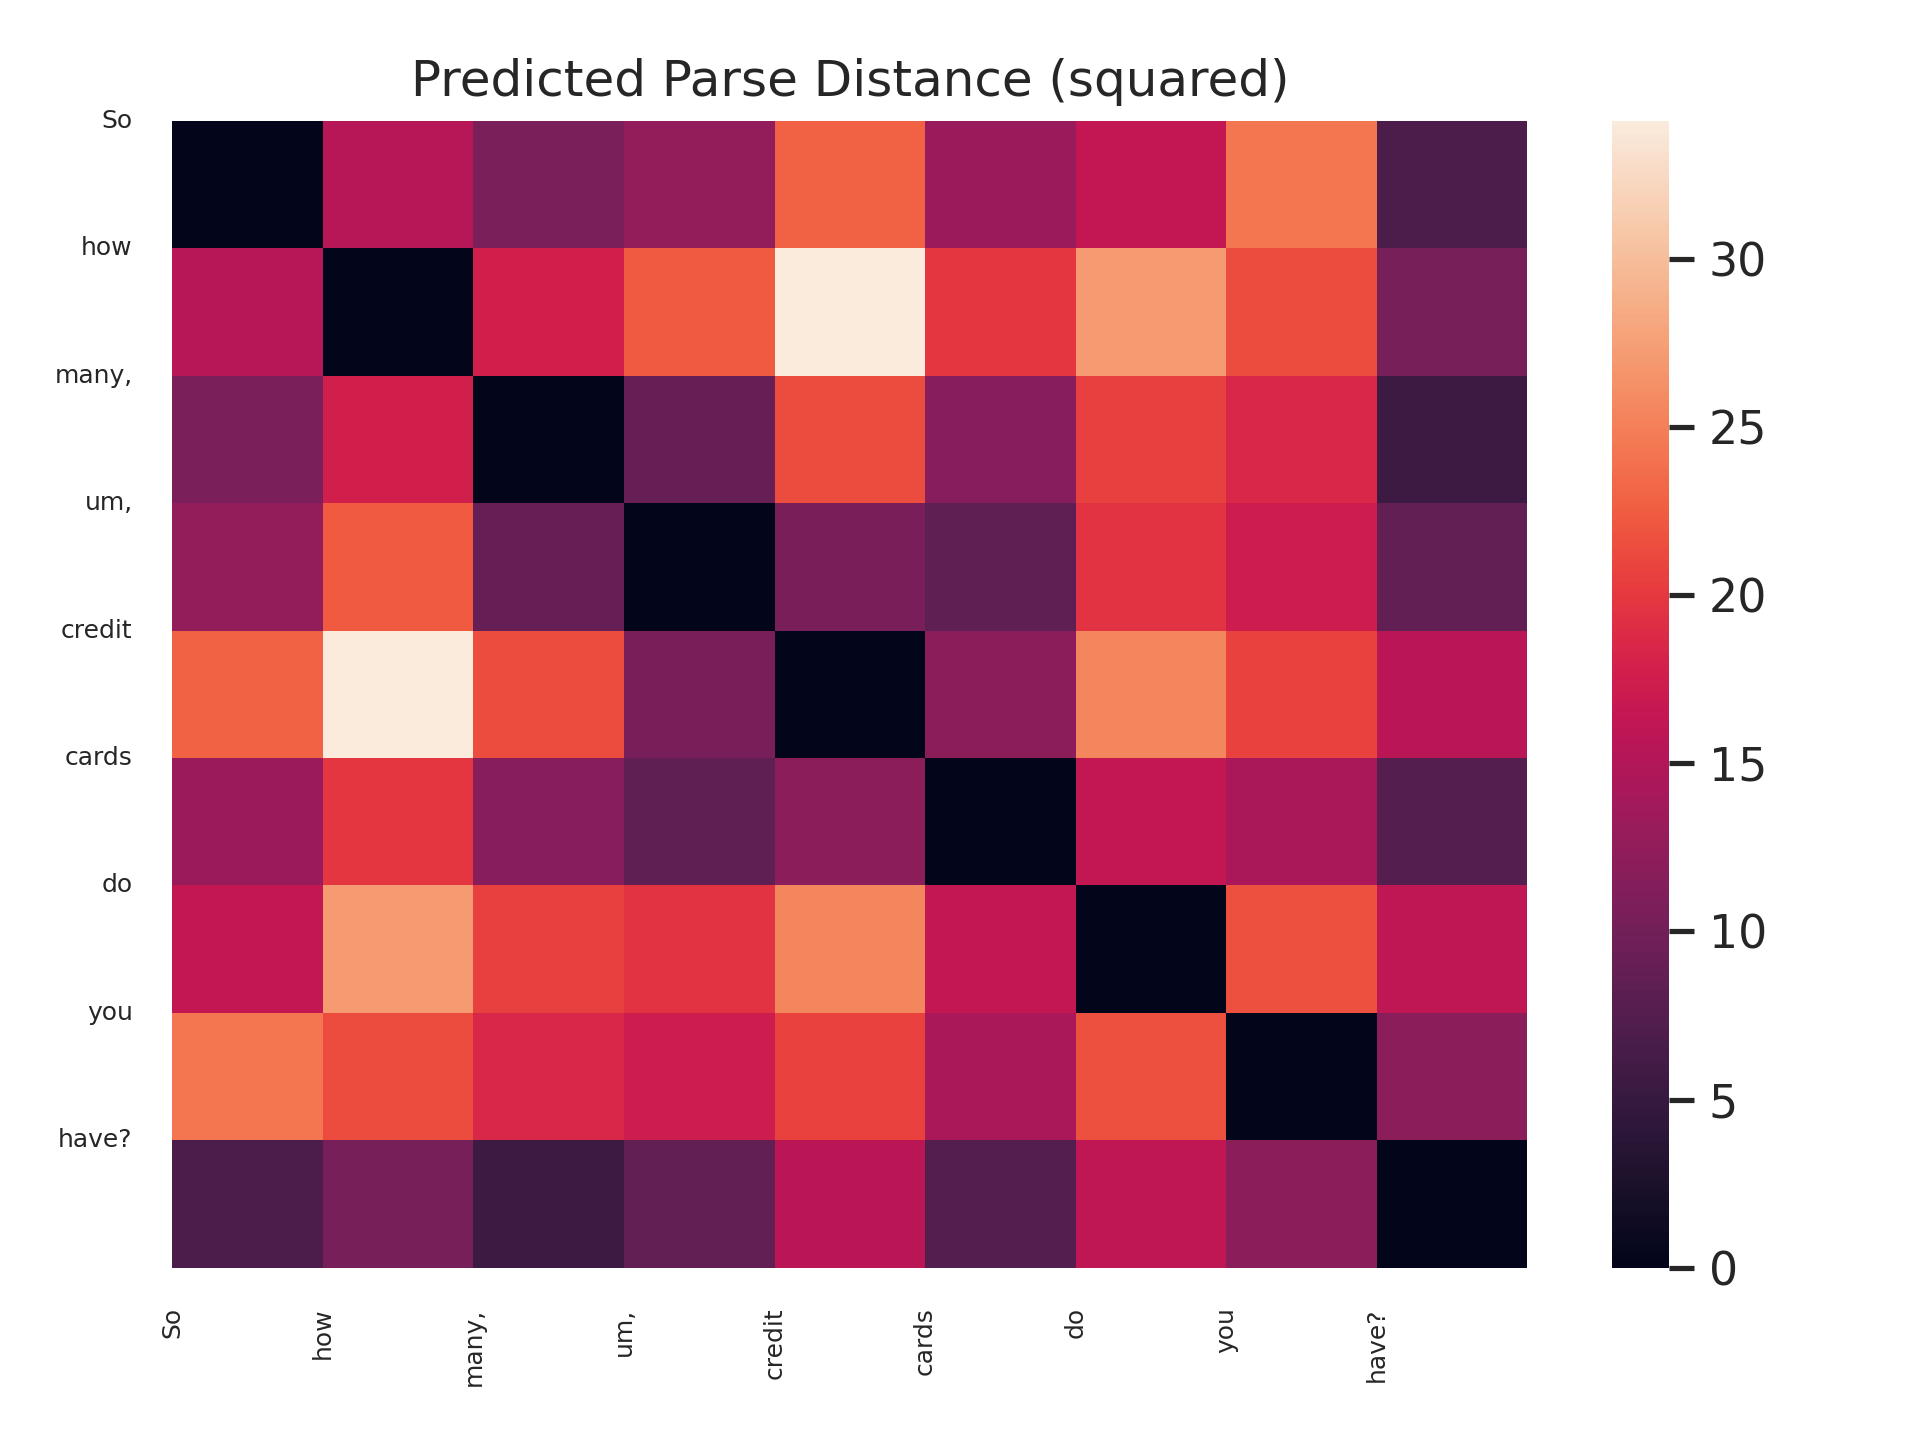 Predicted Parse Distance (squared)
So
how
many,
um,
credit
cards
do
you
have?
30
25
20
15
10
5
0
So
how
many,
um,
credit
cards
do
you
have?